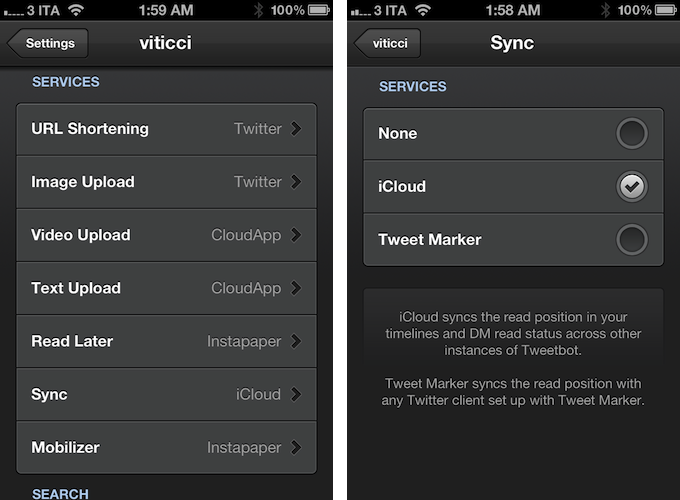 3 ITA 1:59 AM 100%
Settings viticci
SERVICES
URL Shortening Twitter
Image Upload Twitter
Video Upload CloudApp
Text Upload CloudApp
Read Later Instapaper
Sync iCloud
Mobilizer Instapaper
SEARCH
3 ITA 1:58 AM 100%
viticci Sync
SERVICES
None
iCloud
Tweet Marker
iCloud syncs the read position in your
timelines and DM read status across other
instances of Tweetbot.
Tweet Marker syncs the read position with
any Twitter client set up with Tweet Marker.